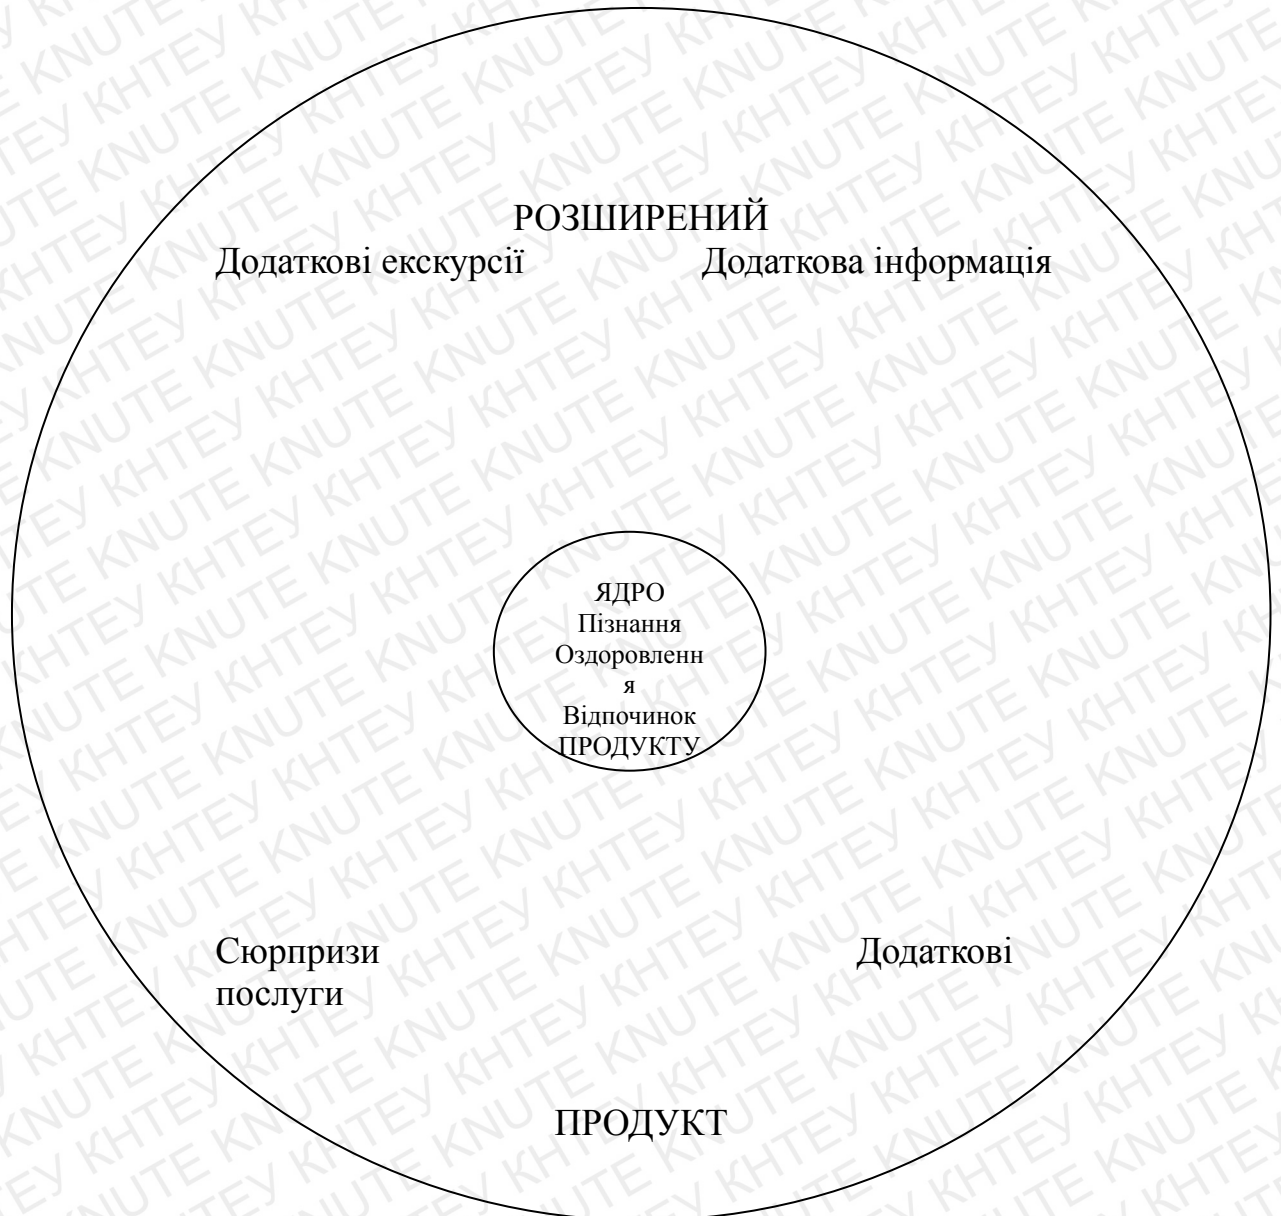 РОЗШИРЕНИЙ
Додаткові екскурсії Додаткова інформація
ЯДРО
Пізнання
Оздоровленн
я
Відпочинок
ПРОДУКТУ
Сюрпризи Додаткові
послуги
ПРОДУКТ